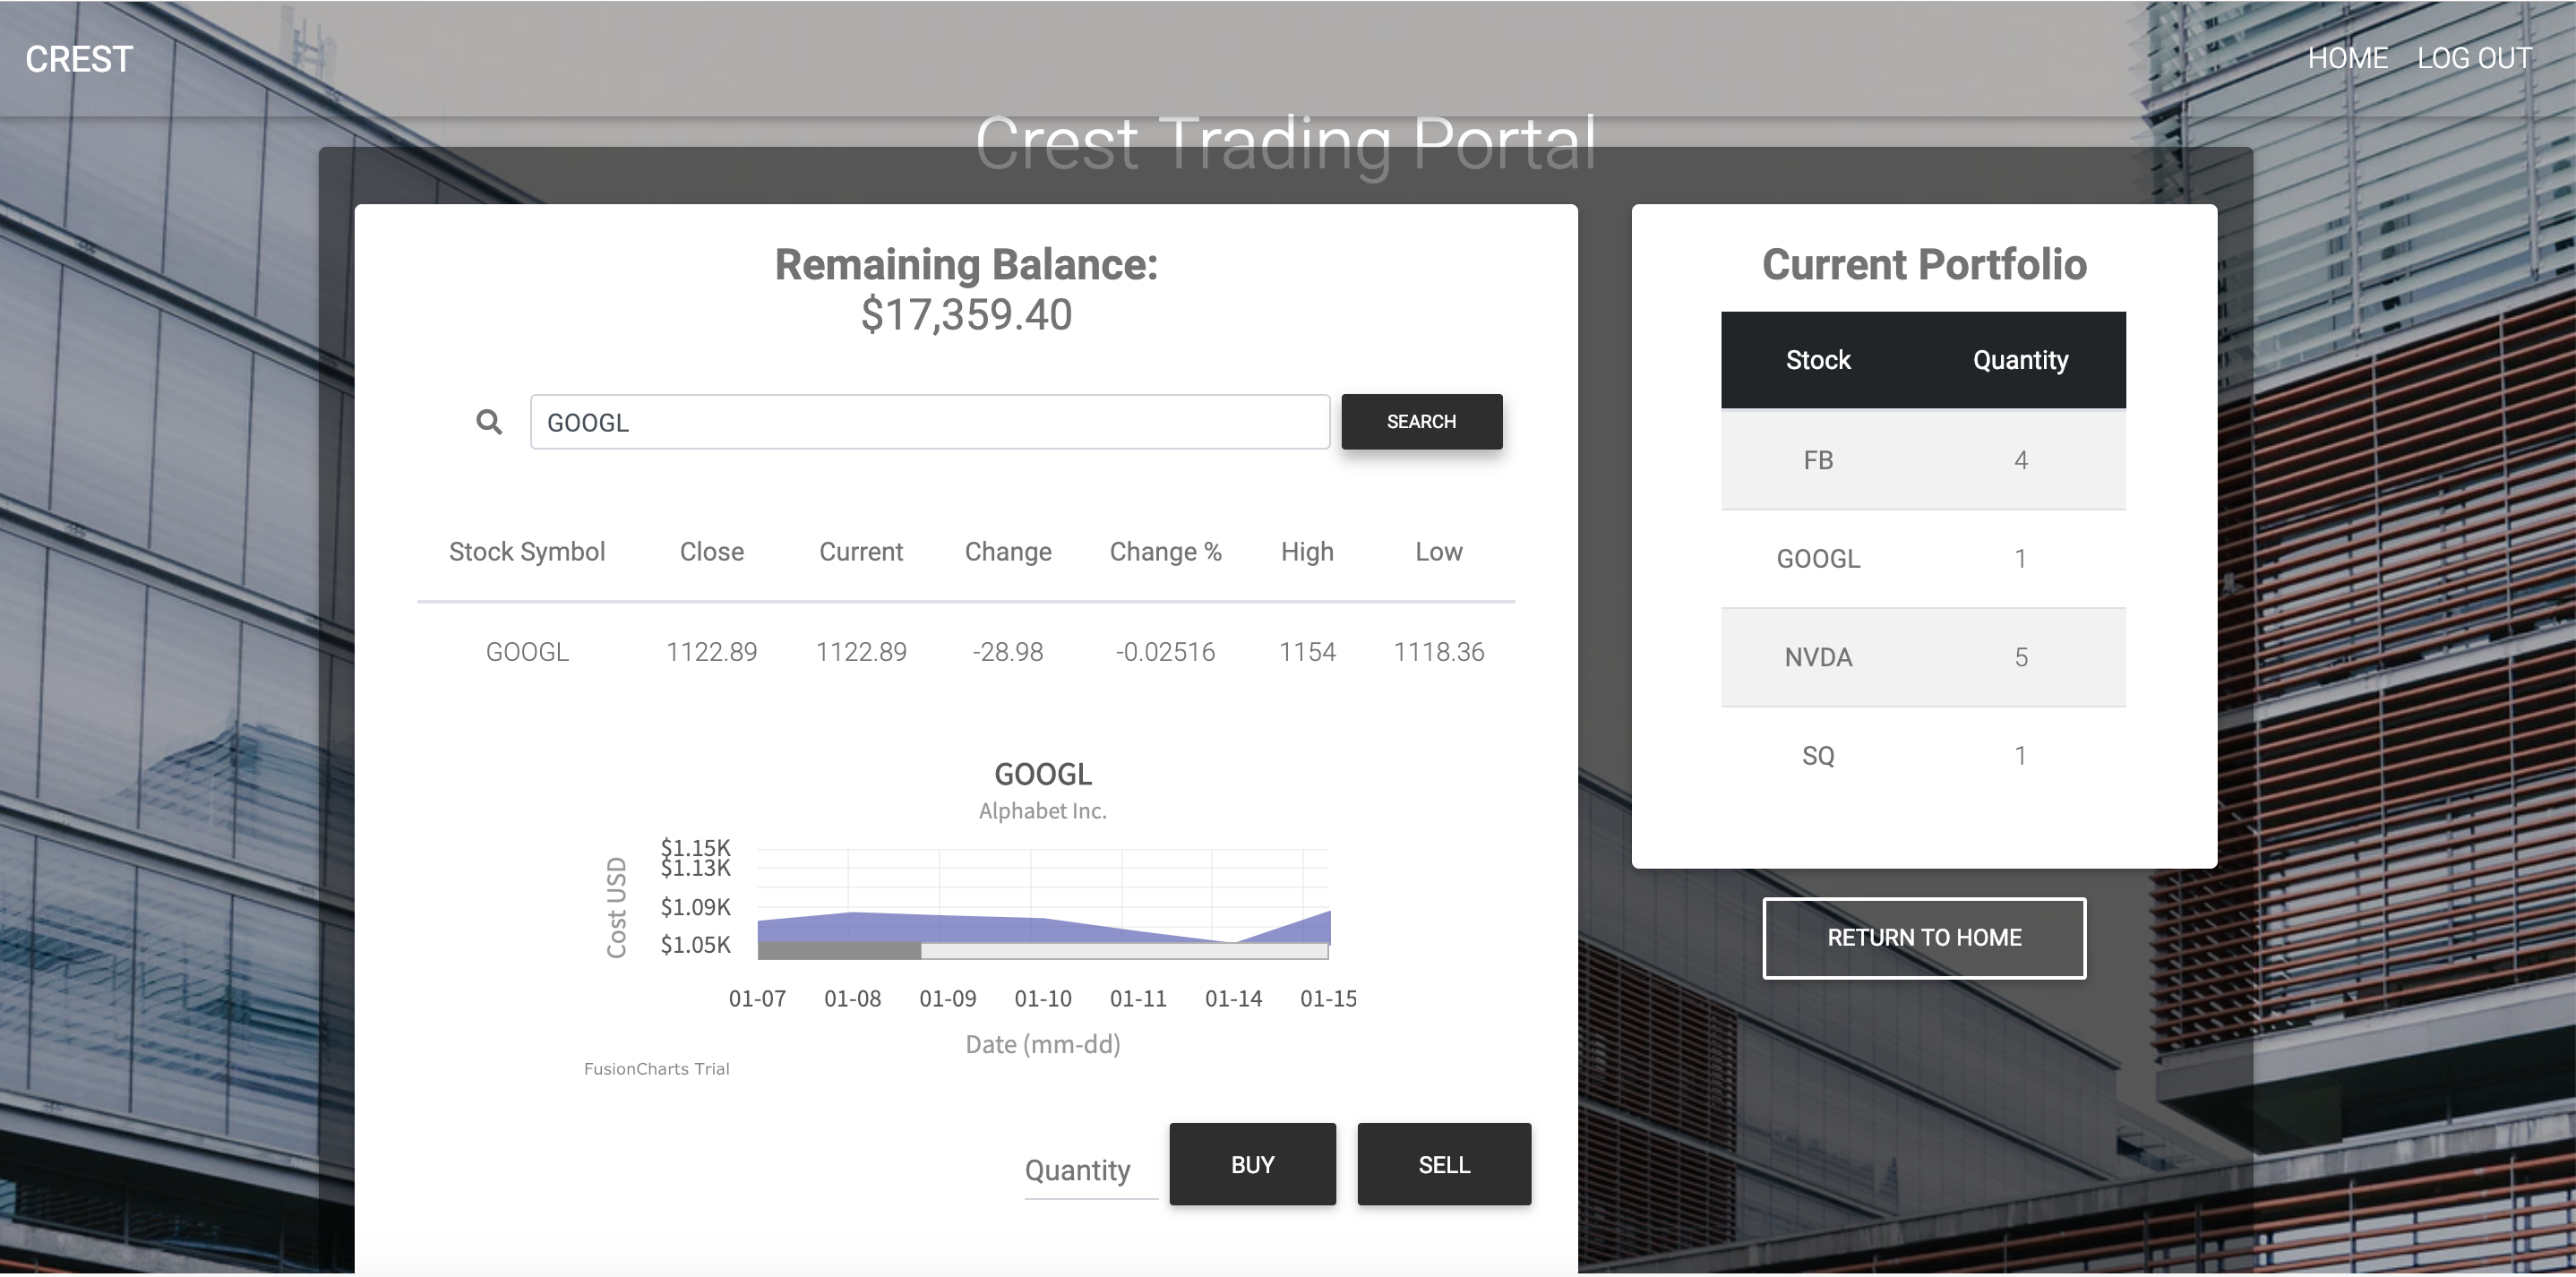 CREST
HOME LOG OUT
Crest Trading Portal
Remaining Balance:
$17,359.40
GOOGL
SEARCH
Stock Symbol Close Current Change Change % High Low
GOOGL 1122.89 1122.89 -28.98 -0.02516 1154 1118.36
GOOGL
Alphabet Inc.
Cost USD
$1.15K
$1.13K
$1.09K
$1.05K
01-07 01-08 01-09 01-10 01-11 01-14 01-15
Date (mm-dd)
FusionCharts Trial
Quantity BUY SELL
Current Portfolio
Stock Quantity
FB 4
GOOGL 1
NVDA 5
SQ 1
RETURN TO HOME